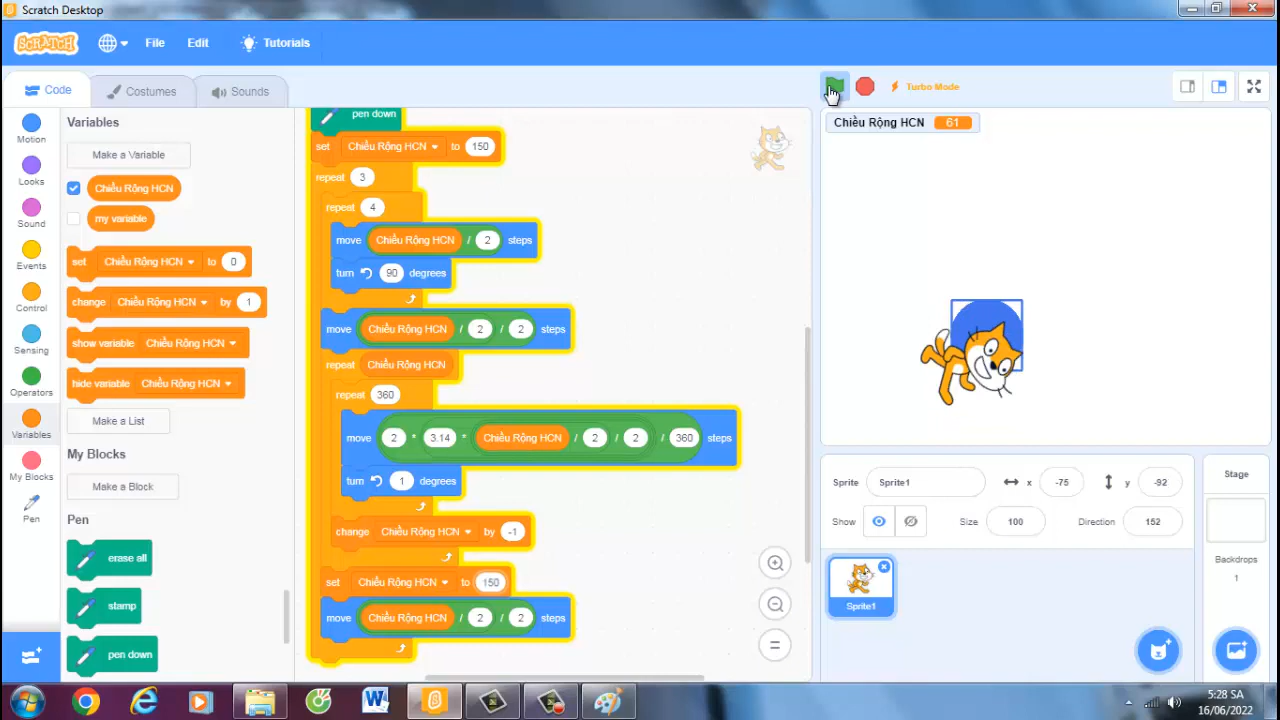 Scratch Desktop
SCRATCH
File Edit Tutorials
Code Costumes Sounds
Turbo Mode
Motion
Looks
Sound
Events
Control
Sensing
Operators
Variables
My Blocks
Pen
Variables
Make a Variable
Chiều Rộng HCN
my variable
set Chiều Rộng HCN to 0
change Chiều Rộng HCN by 1
show variable Chiều Rộng HCN
hide variable Chiều Rộng HCN
Make a List
My Blocks
Make a Block
Pen
erase all
stamp
pen down
pen down
set Chiều Rộng HCN to 150
repeat 3
repeat 4
move Chiều Rộng HCN / 2 steps
turn 90 degrees
move Chiều Rộng HCN / 2 / 2 steps
repeat Chiều Rộng HCN
repeat 360
move 2 * 3.14 * Chiều Rộng HCN / 2 / 2 / 360 steps
turn 1 degrees
change Chiều Rộng HCN by -1
set Chiều Rộng HCN to 150
move Chiều Rộng HCN / 2 / 2 steps
Chiều Rộng HCN 61
Sprite Sprite1 x -75 y -92
Show Size 100 Direction 152
Sprite1
Stage
Backdrops
1
5:28 SA
16/06/2022